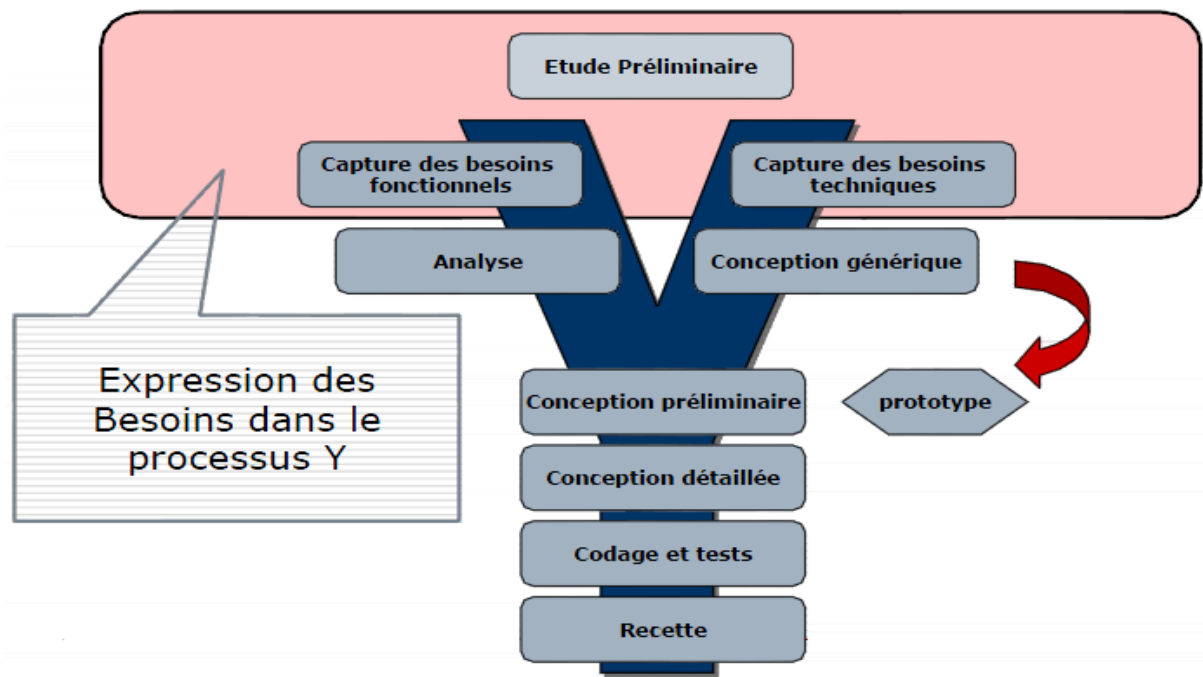 Etude Préliminaire
Capture des besoins
fonctionnels
Capture des besoins
techniques
Analyse
Conception générique
Expression des
Besoins dans le
processus Y
Conception préliminaire
prototype
Conception détaillée
Codage et tests
Recette